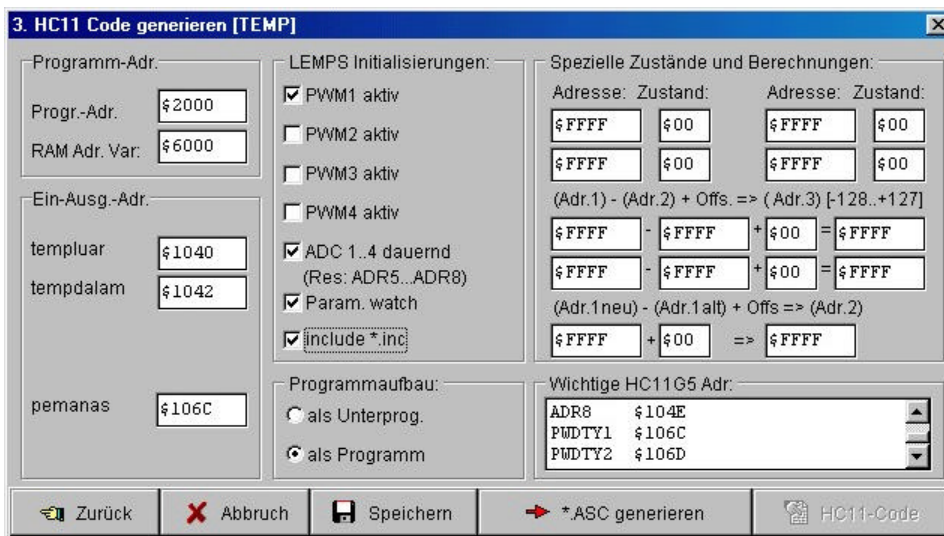 3. HC11 Code generieren [TEMP]
Programm-Adr.
Progr.-Adr. $2000
RAM Adr. Var: $6000
Ein-Ausg.-Adr.
templuar $1040
tempdalam $1042
pemanas $106C
LEMPS Initialisierungen:
PWM1 aktiv
PWM2 aktiv
PWM3 aktiv
PWM4 aktiv
ADC 1..4 dauernd
(Res: ADR5...ADR8)
Param. watch
include *.inc
Programmaufbau:
als Unterprog.
als Programm
Spezielle Zustände und Berechnungen:
Adresse: Zustand: Adresse: Zustand:
$FFFF $00 $FFFF $00
$FFFF $00 $FFFF $00
(Adr.1) - (Adr.2) + Offs. => ( Adr.3) [-128..+127]
$FFFF - $FFFF + $00 = $FFFF
$FFFF - $FFFF + $00 = $FFFF
(Adr.1neu) - (Adr.1alt) + Offs => (Adr.2)
$FFFF + $00 => $FFFF
Wichtige HC11G5 Adr:
ADR8 $104E
PWDTY1 $106C
PWDTY2 $106D
Zurück Abbruch Speichern *.ASC generieren HC11-Code